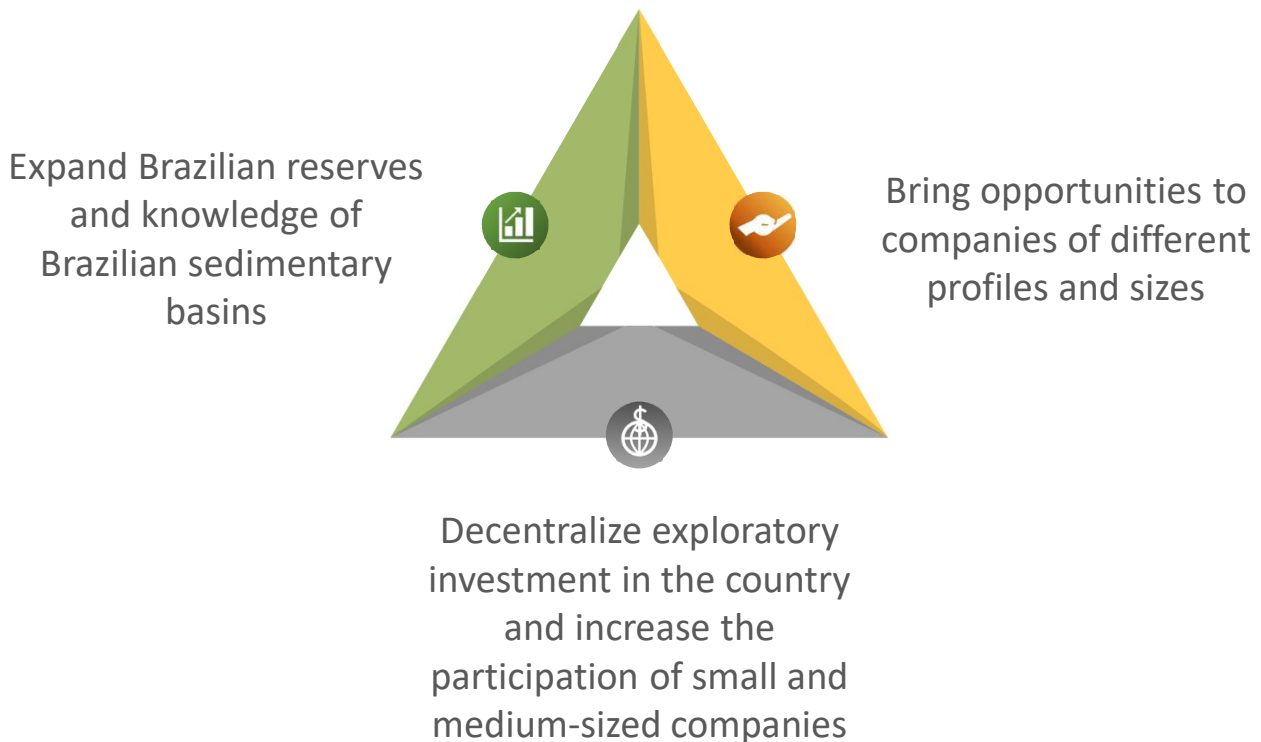 Expand Brazilian reserves
and knowledge of
Brazilian sedimentary
basins
Bring opportunities to
companies of different
profiles and sizes
Decentralize exploratory
investment in the country
and increase the
participation of small and
medium-sized companies